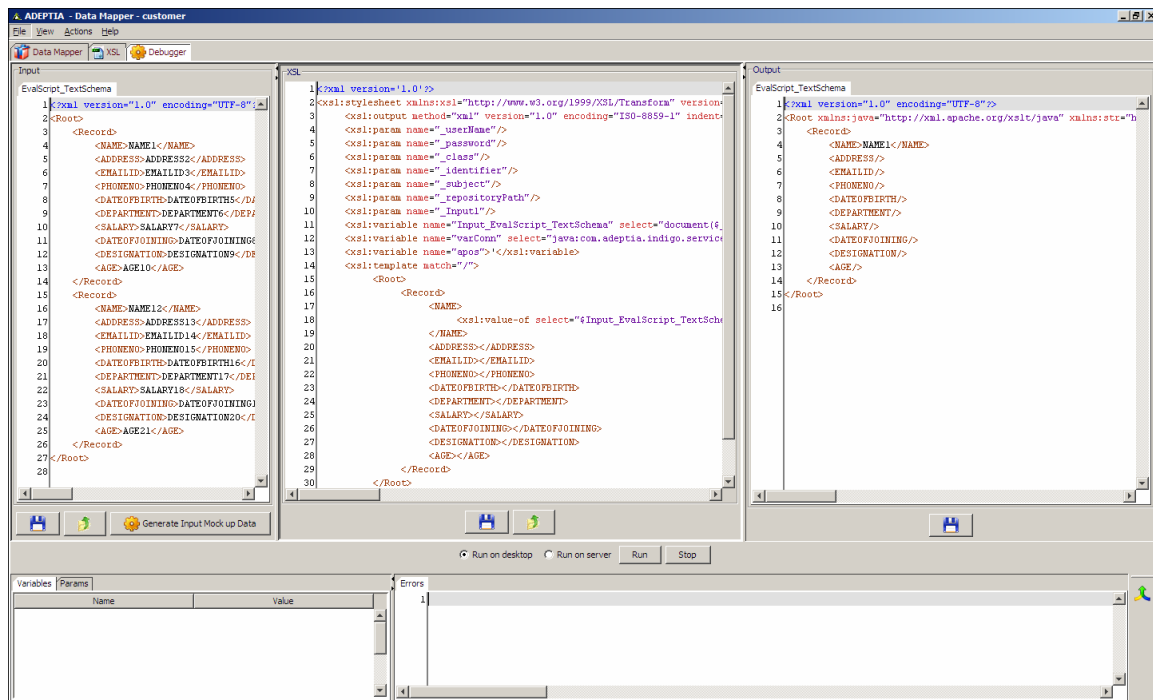 ADEPTIA - Data Mapper - customer
File View Actions Help
Data Mapper XSL Debugger
Input
EvalScript_TextSchema
1 <?xml version="1.0" encoding="UTF-8"?
2 <Root>
3 <Record>
4 <NAME>NAME1</NAME>
5 <ADDRESS>ADDRESS2</ADDRESS>
6 <EMAILID>EMAILID3</EMAILID>
7 <PHONENO>PHONENO4</PHONENO>
8 <DATEOFBIRTH>DATEOFBIRTH5</DA
9 <DEPARTMENT>DEPARTMENT6</DEPA
10 <SALARY>SALARY7</SALARY>
11 <DATEOFJOINING>DATEOFJOINING8
12 <DESIGNATION>DESIGNATION9</DE
13 <AGE>AGE10</AGE>
14 </Record>
15 <Record>
16 <NAME>NAME12</NAME>
17 <ADDRESS>ADDRESS13</ADDRESS>
18 <EMAILID>EMAILID14</EMAILID>
19 <PHONENO>PHONENO15</PHONENO>
20 <DATEOFBIRTH>DATEOFBIRTH16</D
21 <DEPARTMENT>DEPARTMENT17</DEP
22 <SALARY>SALARY18</SALARY>
23 <DATEOFJOINING>DATEOFJOINING1
24 <DESIGNATION>DESIGNATION20</D
25 <AGE>AGE21</AGE>
26 </Record>
27 </Root>
28
Generate Input Mock up Data
XSL
1 <?xml version='1.0'?>
2 <xsl:stylesheet xmlns:xsl="http://www.w3.org/1999/XSL/Transform" version=
3 <xsl:output method="xml" version="1.0" encoding="ISO-8859-1" indent=
4 <xsl:param name="_userName"/>
5 <xsl:param name="_password"/>
6 <xsl:param name="_class"/>
7 <xsl:param name="_identifier"/>
8 <xsl:param name="_subject"/>
9 <xsl:param name="_repositoryPath"/>
10 <xsl:param name="_Input1"/>
11 <xsl:variable name="Input_EvalScript_TextSchema" select="document($_
12 <xsl:variable name="varConn" select="java:com.adeptia.indigo.service
13 <xsl:variable name="apos">'</xsl:variable>
14 <xsl:template match="/">
15 <Root>
16 <Record>
17 <NAME>
18 <xsl:value-of select="$Input_EvalScript_TextSche
19 </NAME>
20 <ADDRESS></ADDRESS>
21 <EMAILID></EMAILID>
22 <PHONENO></PHONENO>
23 <DATEOFBIRTH></DATEOFBIRTH>
24 <DEPARTMENT></DEPARTMENT>
25 <SALARY></SALARY>
26 <DATEOFJOINING></DATEOFJOINING>
27 <DESIGNATION></DESIGNATION>
28 <AGE></AGE>
29 </Record>
30 </Root>
Output
EvalScript_TextSchema
1 <?xml version="1.0" encoding="UTF-8"?>
2 <Root xmlns:java="http://xml.apache.org/xslt/java" xmlns:str="h
3 <Record>
4 <NAME>NAME1</NAME>
5 <ADDRESS/>
6 <EMAILID/>
7 <PHONENO/>
8 <DATEOFBIRTH/>
9 <DEPARTMENT/>
10 <SALARY/>
11 <DATEOFJOINING/>
12 <DESIGNATION/>
13 <AGE/>
14 </Record>
15 </Root>
16
Run on desktop Run on server Run Stop
Variables Params
Name Value
Errors
1